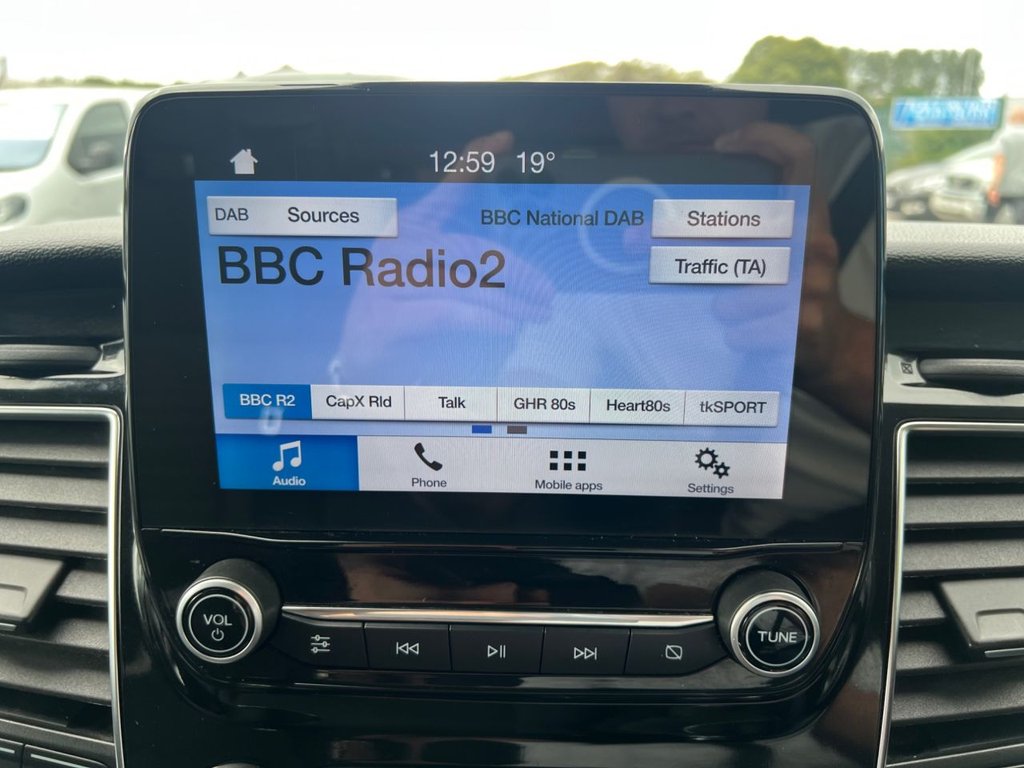 12:59 19°
DAB Sources
BBC National DAB
Stations
BBC Radio2
Traffic (TA)
BBC R2
CapX Rld
Talk
GHR 80s
Heart80s
tkSPORT
Audio
Phone
Mobile apps
Settings
VOL
TUNE